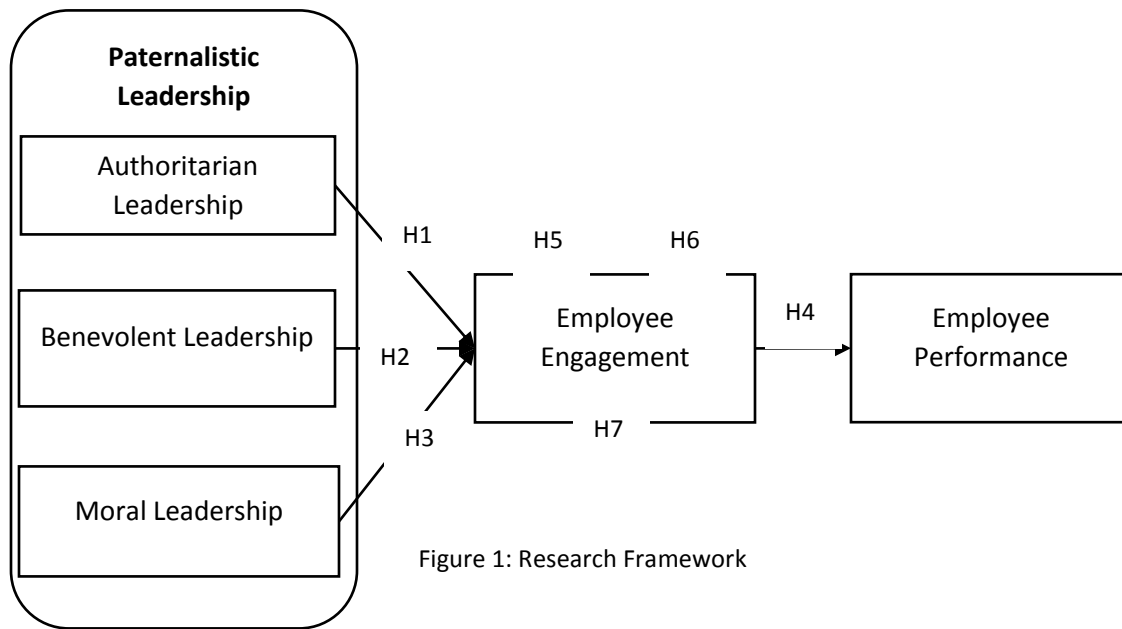 Paternalistic
Leadership
Authoritarian
Leadership
H1
H5
H6
Benevolent Leadership
H2
Employee
Engagement
H4
Employee
Performance
H3
H7
Moral Leadership
Figure 1: Research Framework